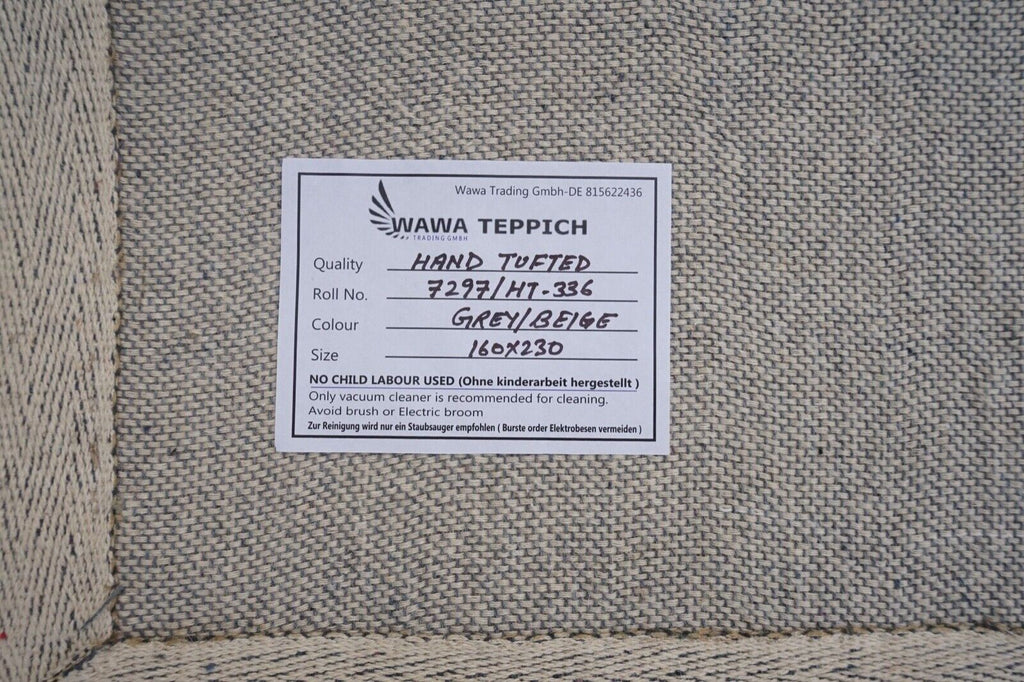 Wawa Trading Gmbh-DE 815622436
WAWA TEPPICH
TRADING GMBH
Quality HAND TUFTED
Roll No. 7297/HT-336
Colour GREY/BEIGE
Size 160X230
NO CHILD LABOUR USED (Ohne kinderarbeit hergestellt )
Only vacuum cleaner is recommended for cleaning.
Avoid brush or Electric broom
Zur Reinigung wird nur ein Staubsauger empfohlen ( Burste order Elektrobesen vermeiden )